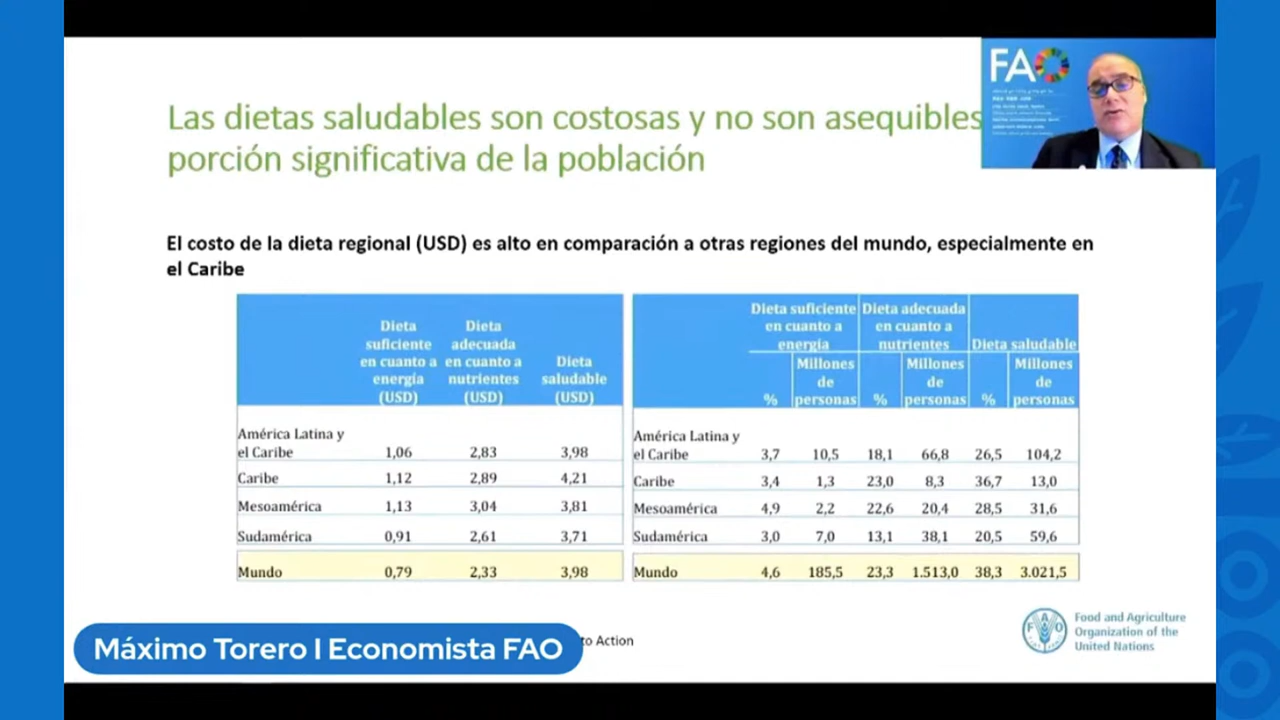 FAO
Las dietas saludables son costosas y no son asequibles
porción significativa de la población
El costo de la dieta regional (USD) es alto en comparación a otras regiones del mundo, especialmente en
el Caribe
Dieta suficiente en cuanto a energía (USD) Dieta adecuada en cuanto a nutrientes (USD) Dieta saludable (USD)
América Latina y
el Caribe 1,06 2,83 3,98
Caribe 1,12 2,89 4,21
Mesoamérica 1,13 3,04 3,81
Sudamérica 0,91 2,61 3,71
Mundo 0,79 2,33 3,98
Dieta suficiente en cuanto a energía Dieta adecuada en cuanto a nutrientes Dieta saludable
% Millones de personas % Millones de personas % Millones de personas
América Latina y
el Caribe 3,7 10,5 18,1 66,8 26,5 104,2
Caribe 3,4 1,3 23,0 8,3 36,7 13,0
Mesoamérica 4,9 2,2 22,6 20,4 28,5 31,6
Sudamérica 3,0 7,0 13,1 38,1 20,5 59,6
Mundo 4,6 185,5 23,3 1.513,0 38,3 3.021,5
Máximo Torero I Economista FAO
to Action
FAO
Food and Agriculture
Organization of the
United Nations